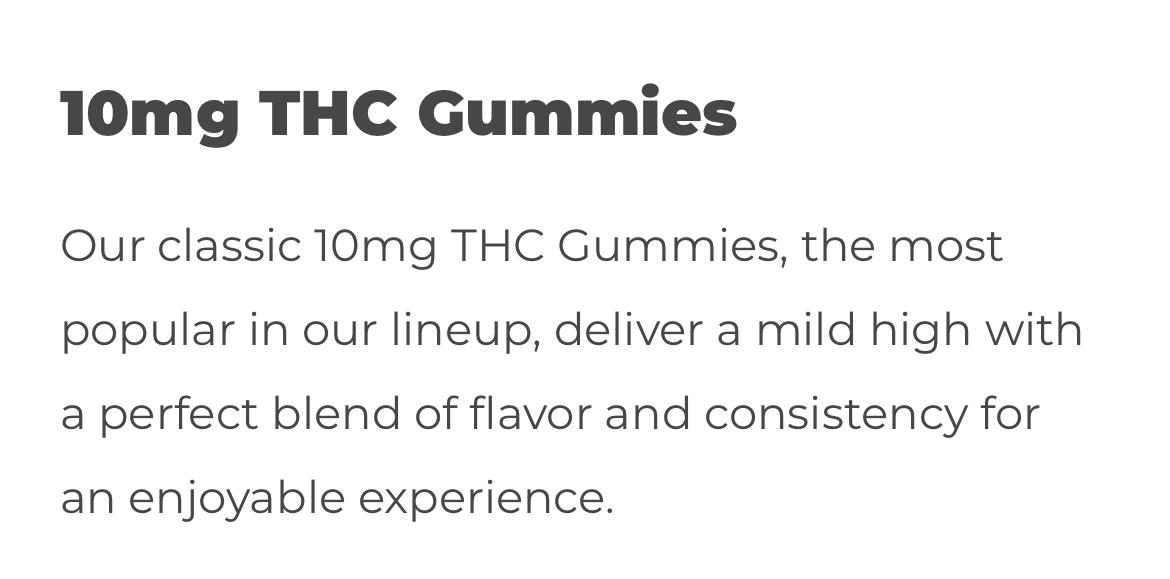 10mg THC Gummies
Our classic 10mg THC Gummies, the most
popular in our lineup, deliver a mild high with
a perfect blend of flavor and consistency for
an enjoyable experience.